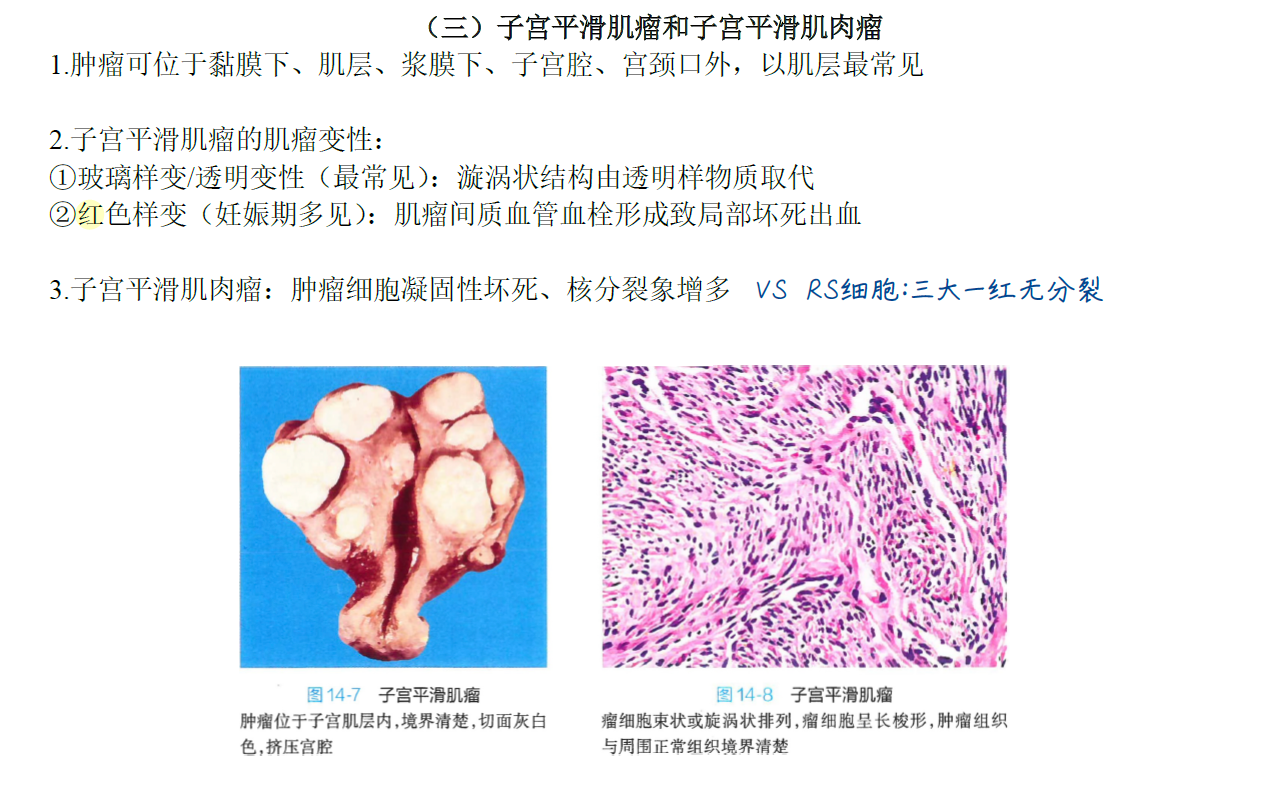 （三）子宫平滑肌瘤和子宫平滑肌肉瘤
1.肿瘤可位于黏膜下、肌层、浆膜下、子宫腔、宫颈口外，以肌层最常见
2.子宫平滑肌瘤的肌瘤变性：
①玻璃样变/透明变性（最常见）：漩涡状结构由透明样物质取代
②红色样变（妊娠期多见）：肌瘤间质血管血栓形成致局部坏死出血
3.子宫平滑肌肉瘤：肿瘤细胞凝固性坏死、核分裂象增多 VS RS细胞:三大一红无分裂
图14-7 子宫平滑肌瘤
肿瘤位于子宫肌层内,境界清楚,切面灰白
色,挤压宫腔
图14-8 子宫平滑肌瘤
瘤细胞束状或旋涡状排列,瘤细胞呈长梭形,肿瘤组织
与周围正常组织境界清楚